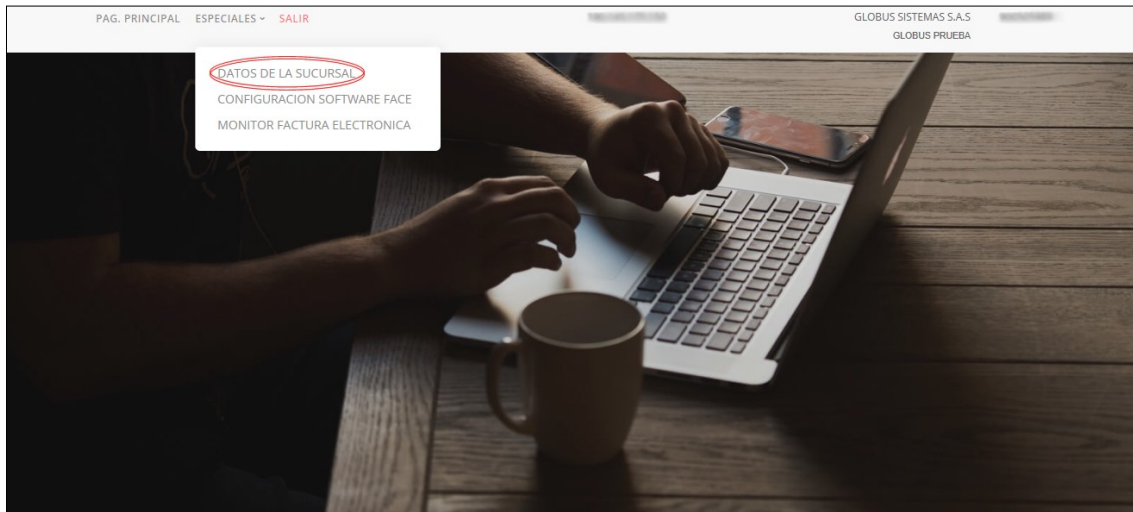 PAG. PRINCIPAL ESPECIALES SALIR GLOBUS SISTEMAS S.A.S
GLOBUS PRUEBA
DATOS DE LA SUCURSAL
CONFIGURACION SOFTWARE FACE
MONITOR FACTURA ELECTRONICA